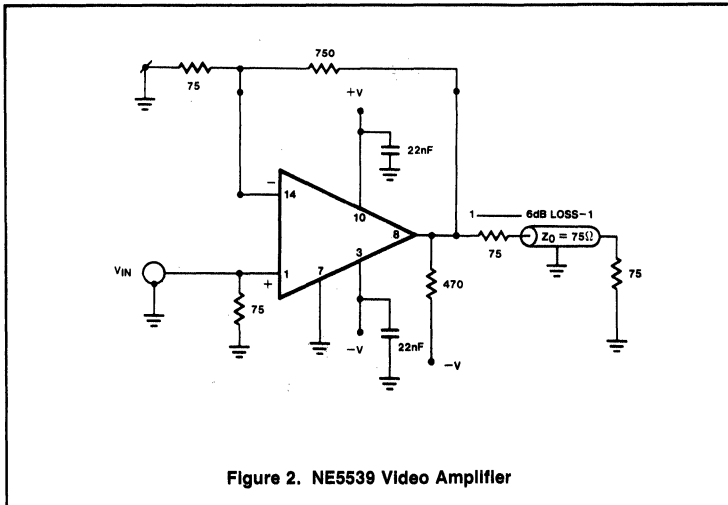 750
75
+V
22nF
−
14
10
8
1 ——— 6dB LOSS−1
Z0 = 75Ω
75
3
VIN
1
7
+
470
75
75
22nF
−V
−V
Figure 2. NE5539 Video Amplifier